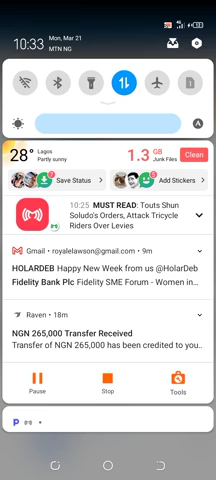 10:33
Mon, Mar 21
MTN NG
28°
Lagos
Partly sunny
1.3 GB
Junk Files
Clean
7
Save Status >
5
Add Stickers >
10:25 MUST READ: Touts Shun
Soludo's Orders, Attack Tricycle
Riders Over Levies
Gmail • royalelawson@gmail.com • 9m
HOLARDEB Happy New Week from us @HolarDeb
Fidelity Bank Plc Fidelity SME Forum - Women in...
Raven • 18m
NGN 265,000 Transfer Received
Transfer of NGN 265,000 has been credited to you..
Pause
Stop
Tools